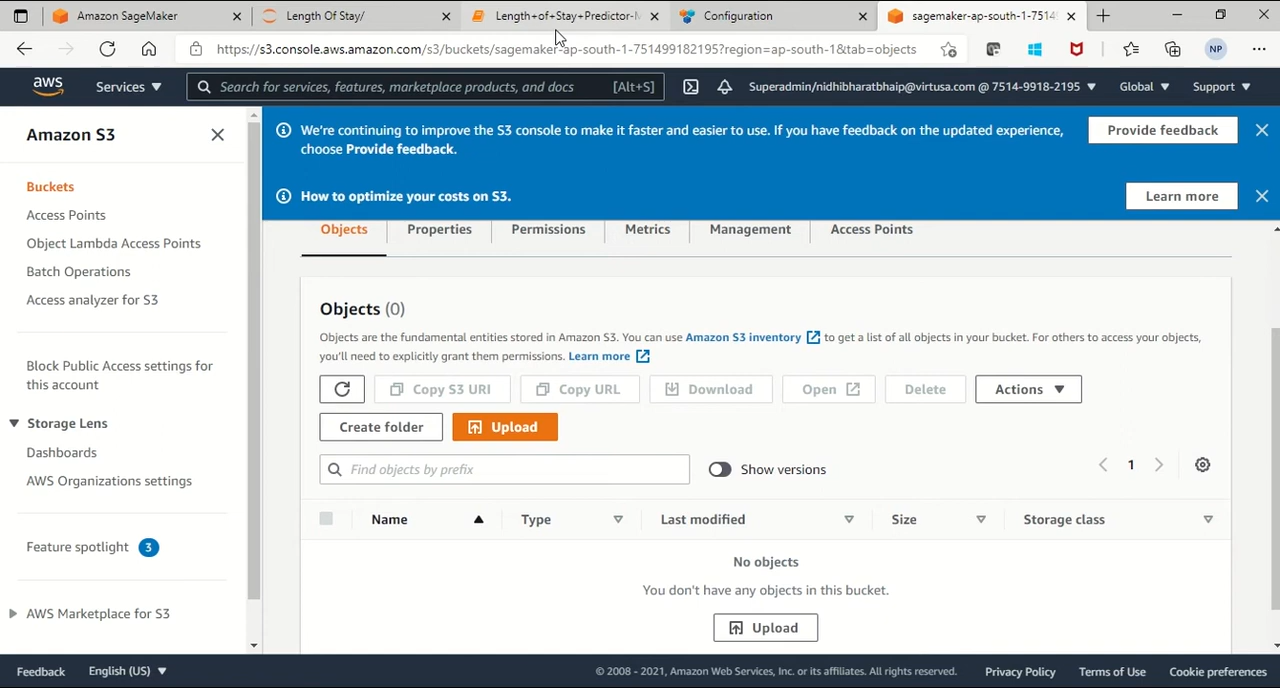 Amazon SageMaker
Length Of Stay/
Length+of+Stay+Predictor-M
Configuration
sagemaker-ap-south-1-75149
https://s3.console.aws.amazon.com/s3/buckets/sagemaker-ap-south-1-751499182195?region=ap-south-1&tab=objects
NP
aws
Services
Search for services, features, marketplace products, and docs
[Alt+S]
Superadmin/nidhibharatbhaip@virtusa.com @ 7514-9918-2195
Global
Support
Amazon S3
Buckets
Access Points
Object Lambda Access Points
Batch Operations
Access analyzer for S3
Block Public Access settings for
this account
Storage Lens
Dashboards
AWS Organizations settings
Feature spotlight
3
AWS Marketplace for S3
We're continuing to improve the S3 console to make it faster and easier to use. If you have feedback on the updated experience,
choose Provide feedback.
Provide feedback
How to optimize your costs on S3.
Learn more
Objects
Properties
Permissions
Metrics
Management
Access Points
Objects (0)
Objects are the fundamental entities stored in Amazon S3. You can use Amazon S3 inventory to get a list of all objects in your bucket. For others to access your objects,
you'll need to explicitly grant them permissions. Learn more
Copy S3 URI
Copy URL
Download
Open
Delete
Actions
Create folder
Upload
Find objects by prefix
Show versions
1
Name
Type
Last modified
Size
Storage class
No objects
You don't have any objects in this bucket.
Upload
Feedback
English (US)
© 2008 - 2021, Amazon Web Services, Inc. or its affiliates. All rights reserved.
Privacy Policy
Terms of Use
Cookie preferences